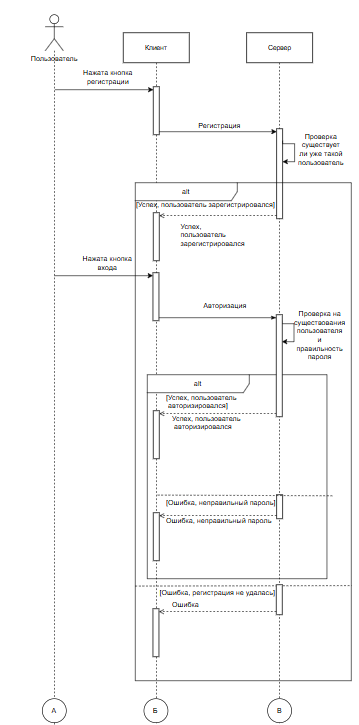 Пользователь
Клиент
Сервер
Нажата кнопка
регистрации
Регистрация
Проверка
существует
ли уже такой
пользователь
alt
[Успех, пользователь зарегистрировался]
Успех,
пользователь
зарегистрировался
Нажата кнопка
входа
Авторизация
Проверка на
существования
пользователя
и
правильность
пароля
alt
[Успех, пользователь
авторизировался]
Успех, пользователь
авторизировался
[Ошибка, неправильный пароль]
Ошибка, неправильный пароль
[Ошибка, регистрация не удалась]
Ошибка
А
Б
В